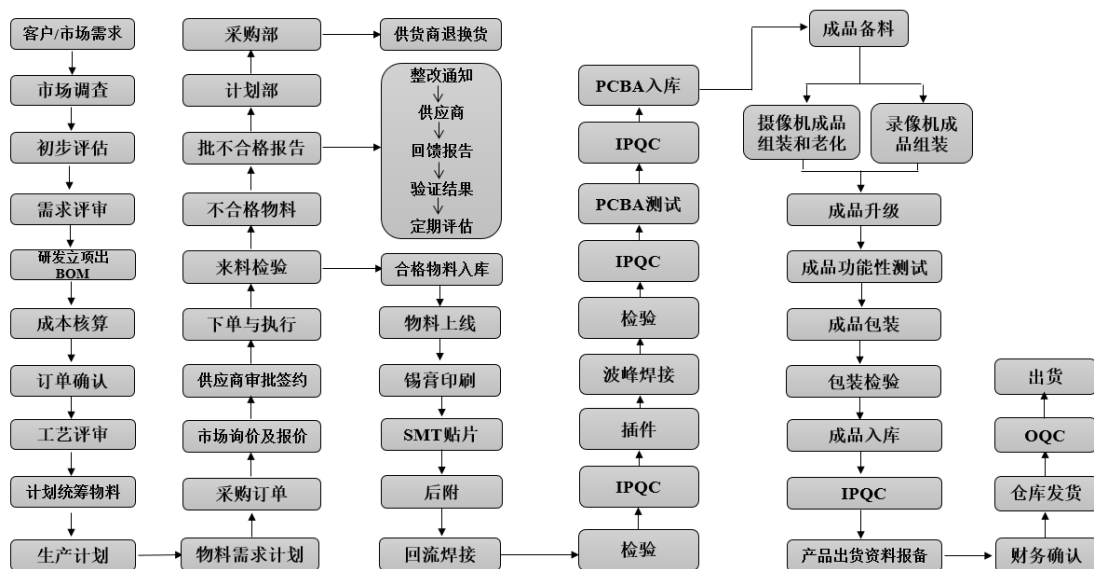 客户/市场需求
市场调查
初步评估
需求评审
研发立项出
BOM
成本核算
订单确认
工艺评审
计划统筹物料
生产计划
采购部
计划部
批不合格报告
不合格物料
来料检验
下单与执行
供应商审批签约
市场询价及报价
采购订单
物料需求计划
供货商退换货
整改通知
供应商
回馈报告
验证结果
定期评估
合格物料入库
物料上线
锡膏印刷
SMT贴片
后附
回流焊接
PCBA入库
IPQC
PCBA测试
IPQC
检验
波峰焊接
插件
IPQC
检验
成品备料
摄像机成品
组装和老化
录像机成
品组装
成品升级
成品功能性测试
成品包装
包装检验
成品入库
IPQC
产品出货资料报备
出货
OQC
仓库发货
财务确认